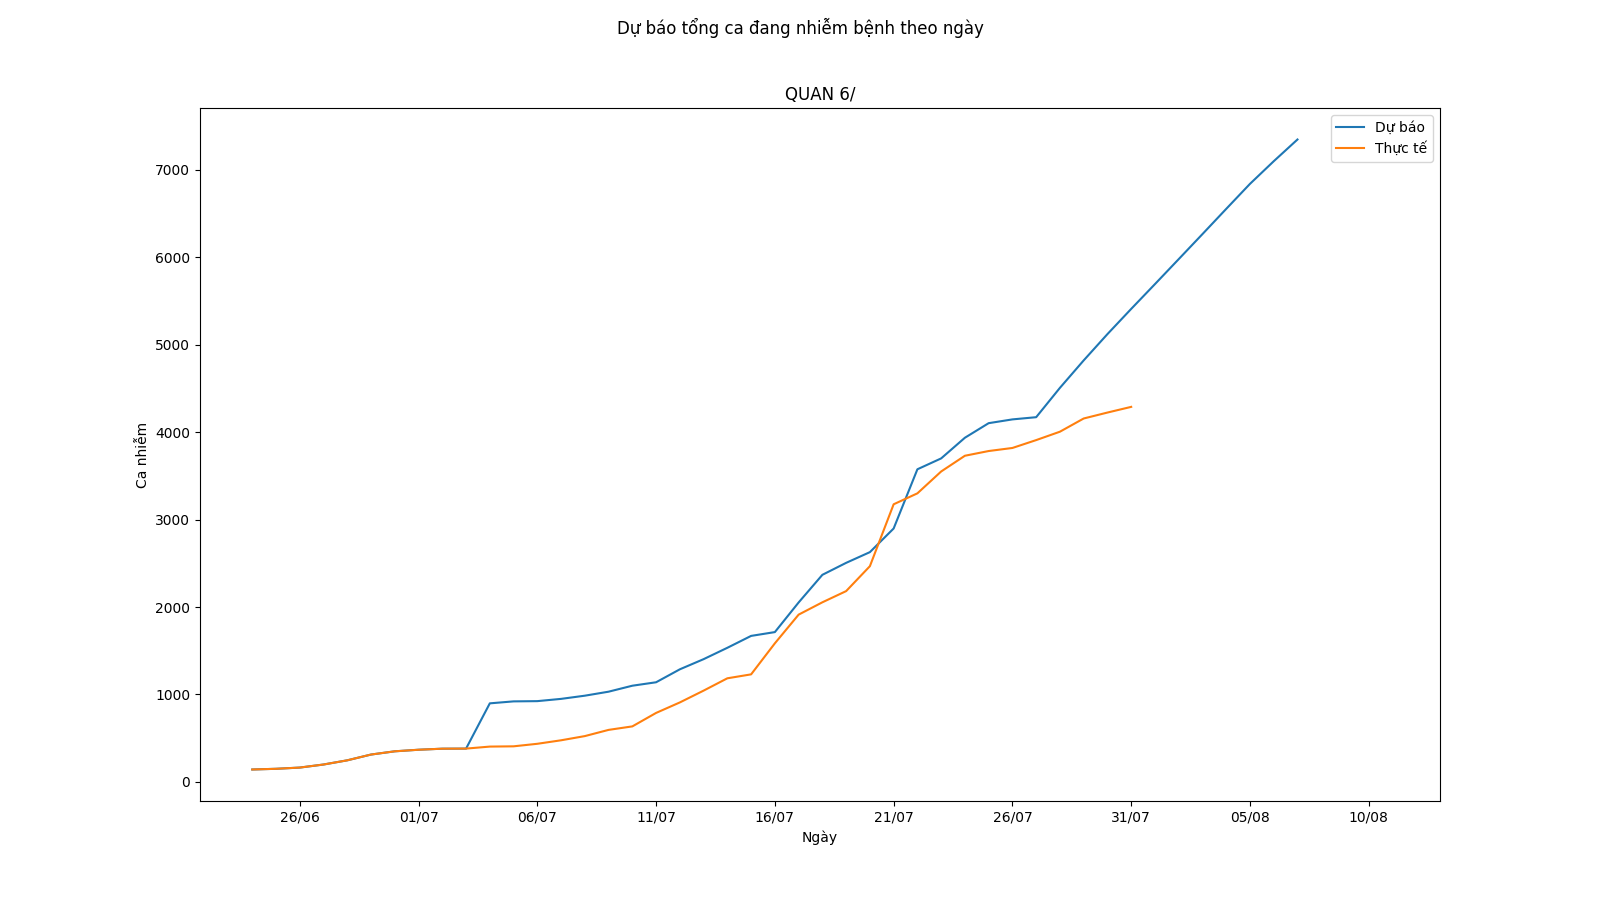 Dự báo tổng ca đang nhiễm bệnh theo ngày
QUAN 6/
Dự báo
Thực tế
7000
6000
5000
4000
3000
2000
1000
0
Ca nhiễm
26/06 01/07 06/07 11/07 16/07 21/07 26/07 31/07 05/08 10/08
Ngày